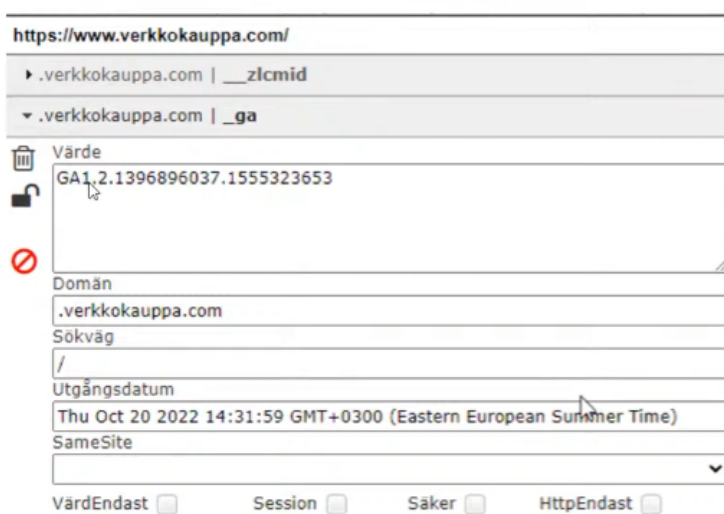 https://www.verkkokauppa.com/
.verkkokauppa.com | __zlcmid
.verkkokauppa.com | _ga
Värde
GA1.2.1396896037.1555323653
Domän
.verkkokauppa.com
Sökväg
/
Utgångsdatum
Thu Oct 20 2022 14:31:59 GMT+0300 (Eastern European Summer Time)
SameSite
VärdEndast Session Säker HttpEndast